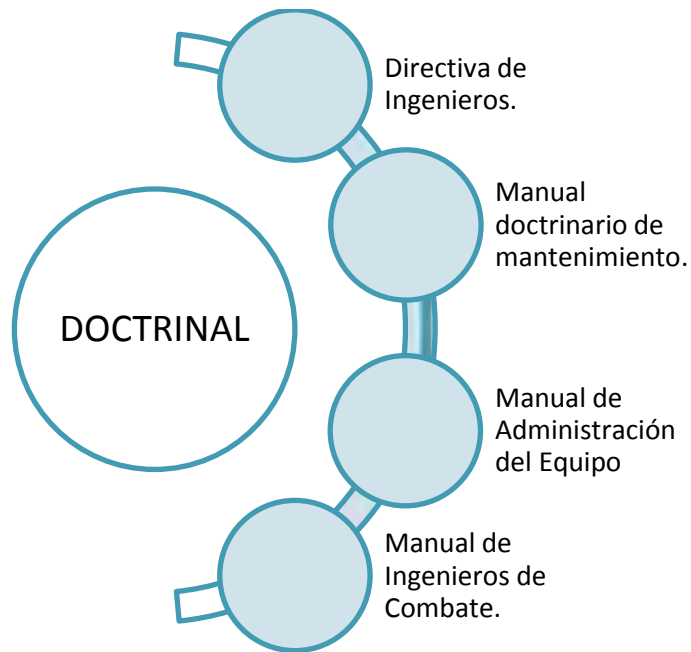 Directiva de
Ingenieros.
Manual
doctrinario de
mantenimiento.
DOCTRINAL
Manual de
Administración
del Equipo
Manual de
Ingenieros de
Combate.